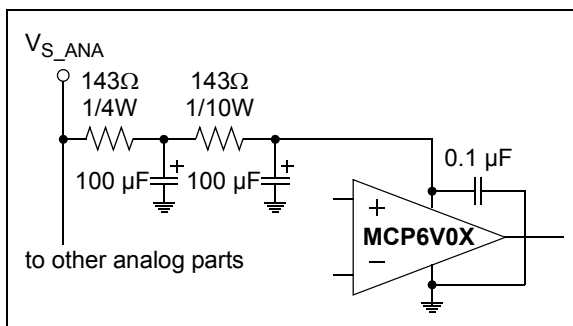 V_S_ANA
143Ω 143Ω
1/4W 1/10W
100 µF + 100 µF +
0.1 µF
+
MCP6V0X
−
to other analog parts